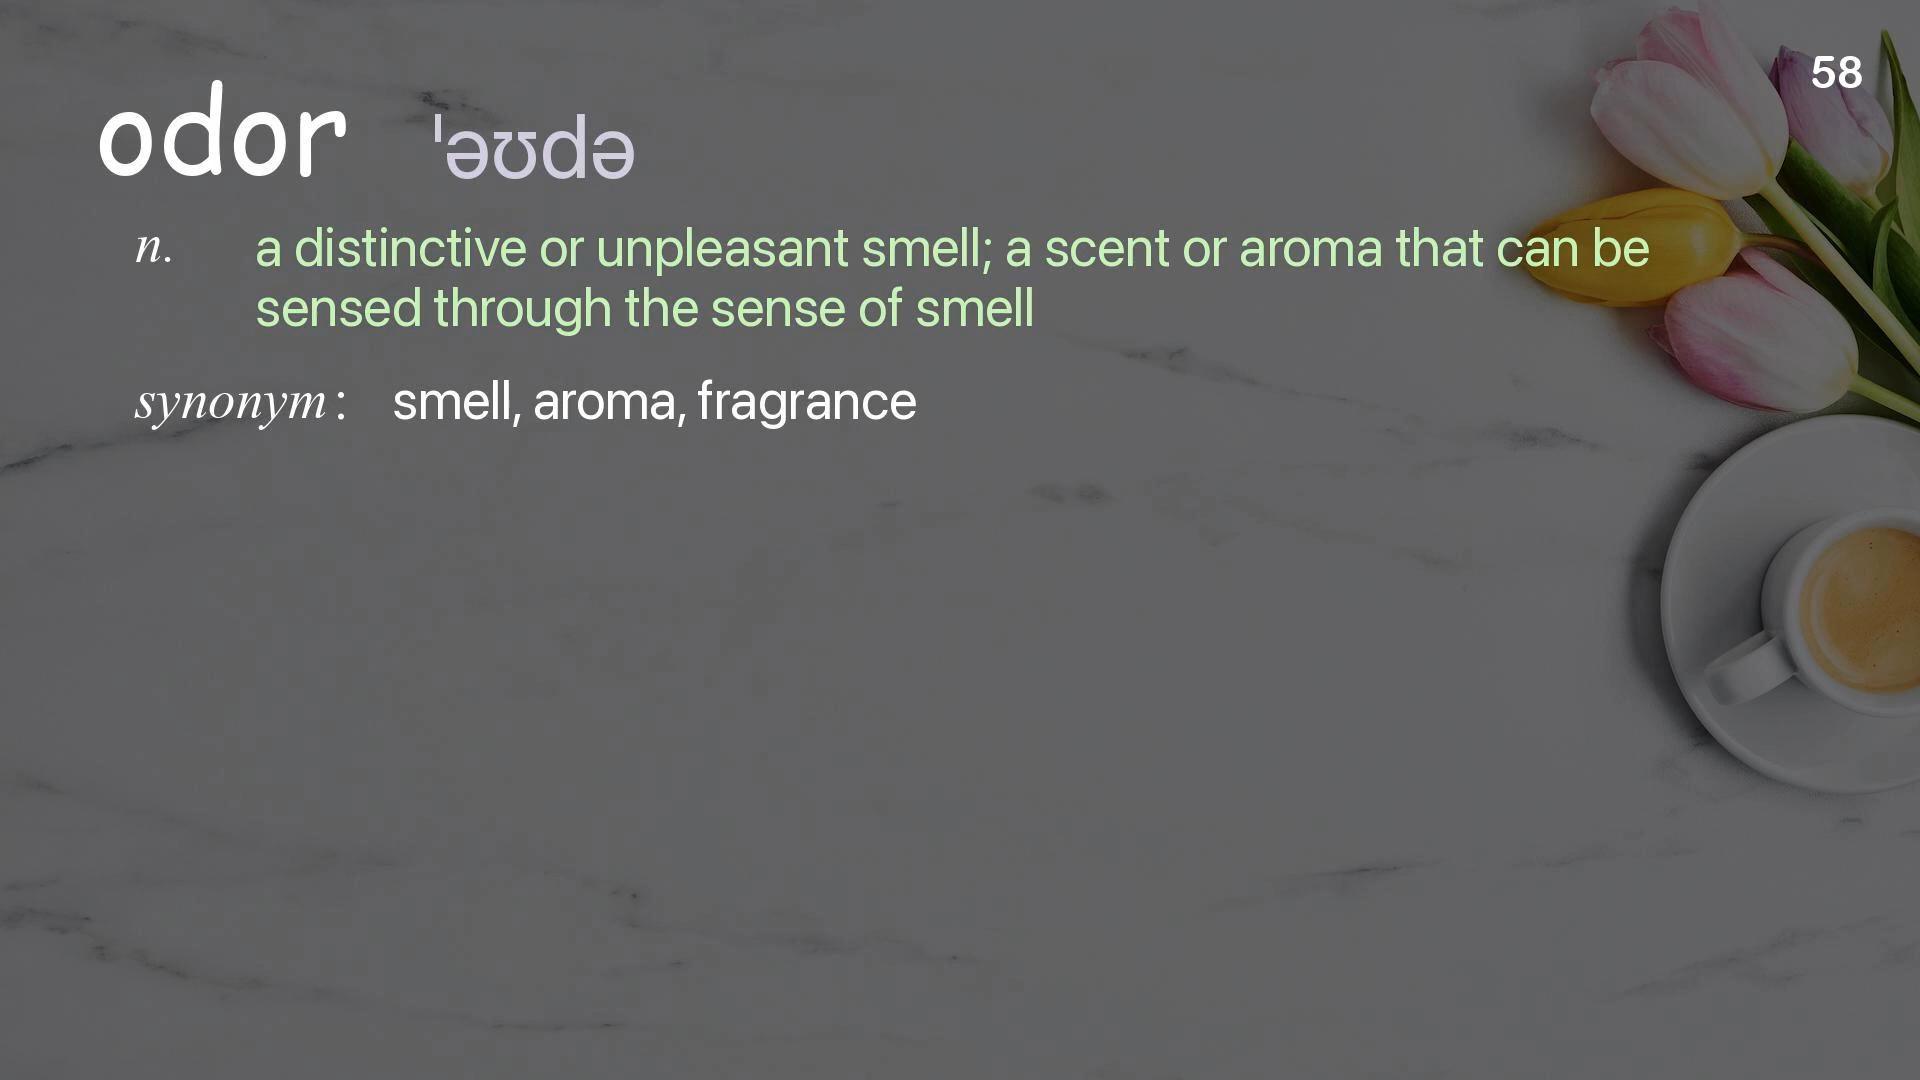 58
odor ˈəʊdə
n. a distinctive or unpleasant smell; a scent or aroma that can be
sensed through the sense of smell
synonym: smell, aroma, fragrance